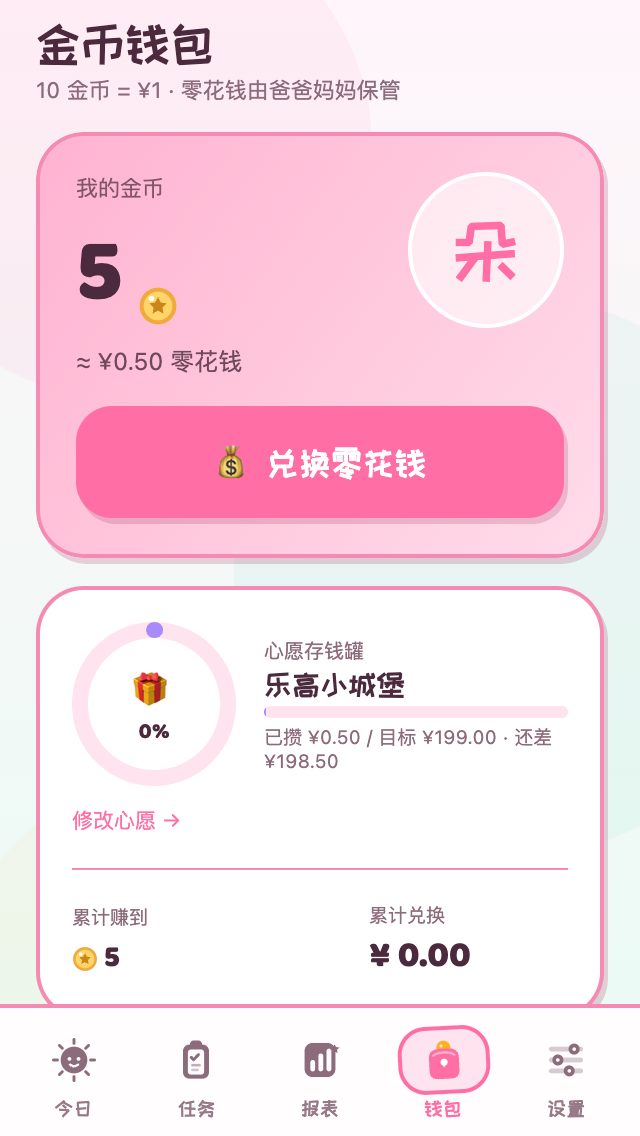 金币钱包
10 金币 = ¥1 · 零花钱由爸爸妈妈保管
我的金币
5
朵
≈ ¥0.50 零花钱
兑换零花钱
0%
心愿存钱罐
乐高小城堡
已攒 ¥0.50 / 目标 ¥199.00 · 还差
¥198.50
修改心愿 →
累计赚到
5
累计兑换
¥ 0.00
今日
任务
报表
钱包
设置